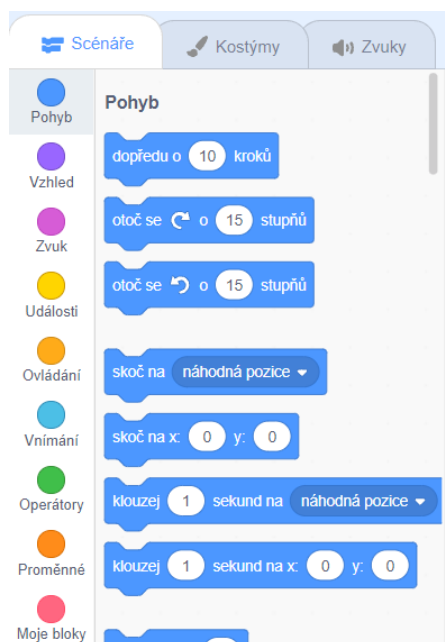 Scénáře Kostýmy Zvuky
Pohyb
Vzhled
Zvuk
Události
Ovládání
Vnímání
Operátory
Proměnné
Moje bloky
Pohyb
dopředu o 10 kroků
otoč se o 15 stupňů
otoč se o 15 stupňů
skoč na náhodná pozice
skoč na x: 0 y: 0
klouzej 1 sekund na náhodná pozice
klouzej 1 sekund na x: 0 y: 0